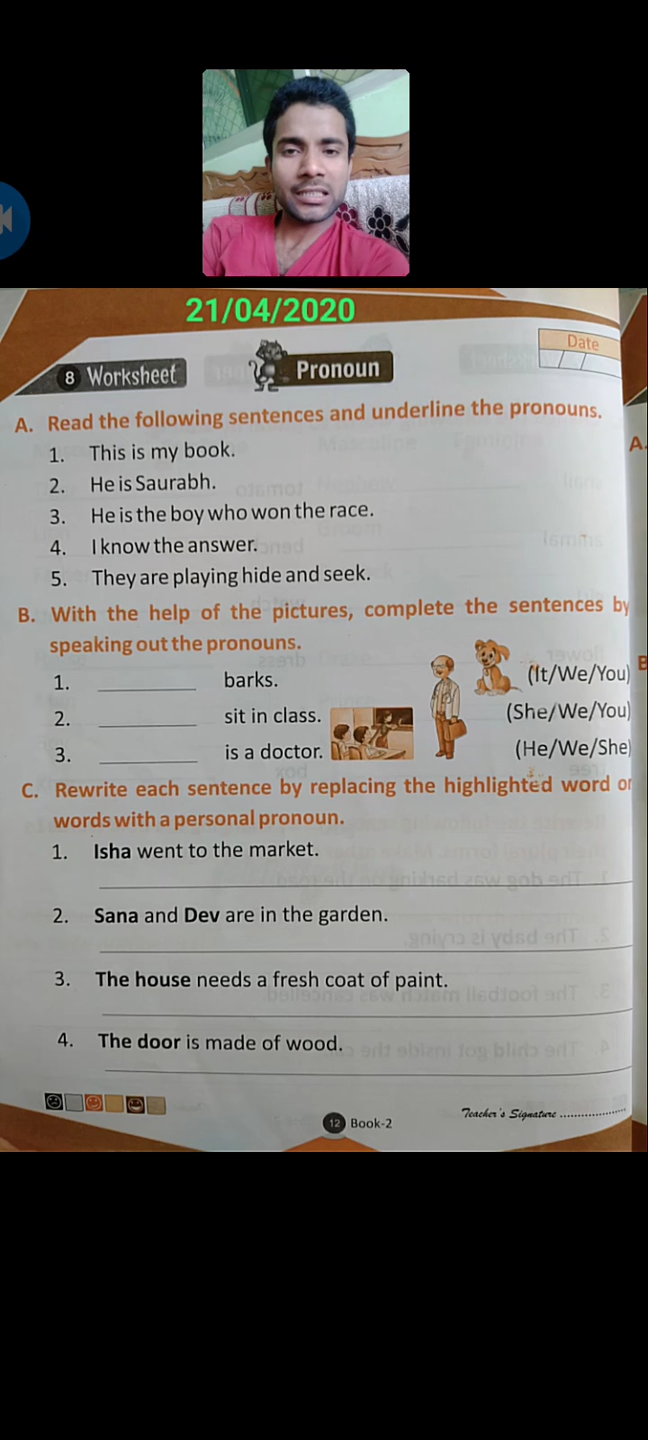 21/04/2020
Date
8 Worksheet
Pronoun
A. Read the following sentences and underline the pronouns.
1. This is my book.
2. He is Saurabh.
3. He is the boy who won the race.
4. I know the answer.
5. They are playing hide and seek.
B. With the help of the pictures, complete the sentences by
speaking out the pronouns.
1. ________ barks. (It/We/You)
2. ________ sit in class. (She/We/You)
3. ________ is a doctor. (He/We/She)
C. Rewrite each sentence by replacing the highlighted word or
words with a personal pronoun.
1. Isha went to the market.
2. Sana and Dev are in the garden.
3. The house needs a fresh coat of paint.
4. The door is made of wood.
Teacher's Signature ....................
12 Book-2
A.